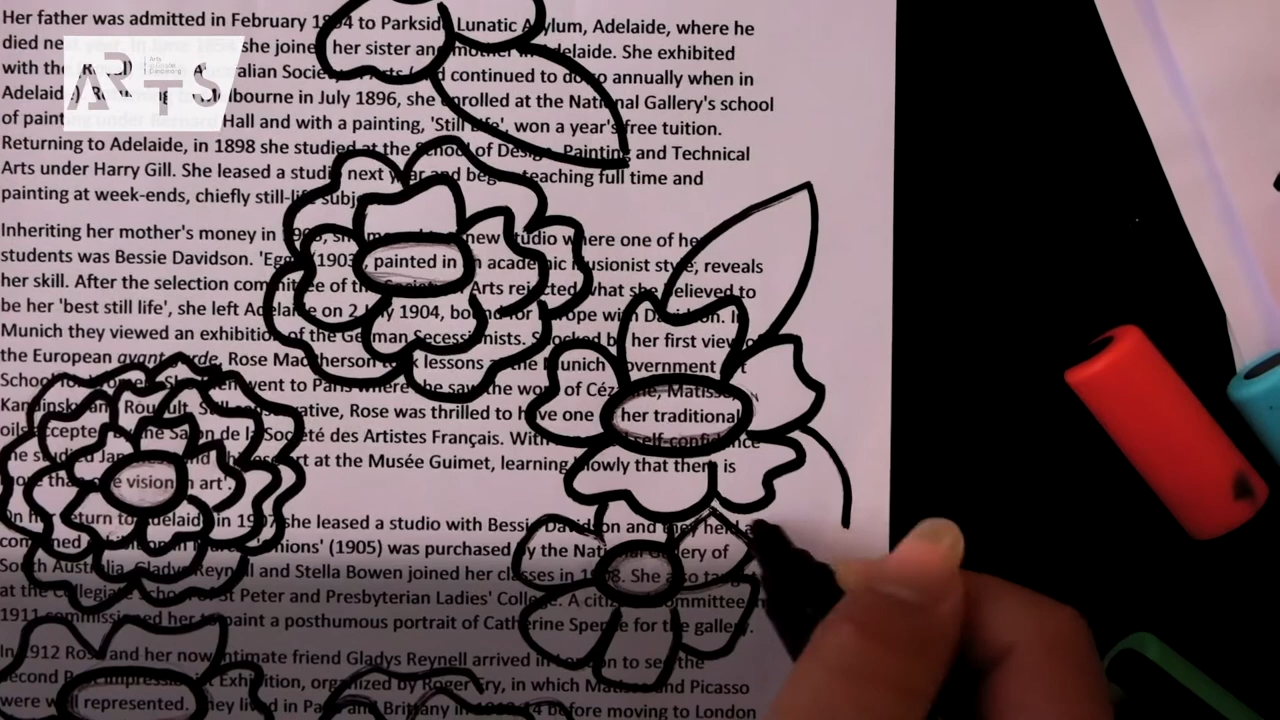 Her father was admitted in February 1894 to Parkside Lunatic Asylum, Adelaide, where he
died next year. In June 1894 she joined her sister and mother in Adelaide. She exhibited
with the (Royal) Australian Society of Arts (and continued to do so annually when in
Adelaide). Returning to Melbourne in July 1896, she enrolled at the National Gallery's school
of painting under Bernard Hall and with a painting, 'Still Life', won a year's free tuition.
Returning to Adelaide, in 1898 she studied at the School of Design, Painting and Technical
Arts under Harry Gill. She leased a studio next year and began teaching full time and
painting at week-ends, chiefly still-life subj
Inheriting her mother's money in she new studio where one of her
students was Bessie Davidson. 'Egg (1903), painted in an academic illusionist style, reveals
her skill. After the selection committee of the Society of Arts rejected what she believed to
be her 'best still life', she left Adelaide on 2 July 1904, bound for Europe with Davidson. In
Munich they viewed an exhibition of the German Secessionists. Shocked by her first view of
the European avant garde, Rose MacPherson took lessons at the Munich Government Art
School for Women. She then went to Paris where she saw the work of Cézanne, Matisse,
Kandinsky and Rouault. Still conservative, Rose was thrilled to have one of her traditional
oils accepted by the Salon de la Société des Artistes Français. With self-confidence
she studied Japanese and Chinese art at the Musée Guimet, learning slowly that there is
more than one vision in art'.
On her return to Adelaide in 1907 she leased a studio with Bessie Davidson and they held a
combined exhibition in March. 'Onions' (1905) was purchased by the National Gallery of
South Australia. Gladys Reynell and Stella Bowen joined her classes in 1908. She also taught
at the Collegiate School of St Peter and Presbyterian Ladies' College. A citizens' committee in
1911 commissioned her to paint a posthumous portrait of Catherine Spence for the gallery.
In 1912 Rose and her now intimate friend Gladys Reynell arrived in London to see the
second Post Impressionist Exhibition, organized by Roger Fry, in which Matisse and Picasso
were well represented. They lived in Paris and Brittany in before moving to London
ARTS